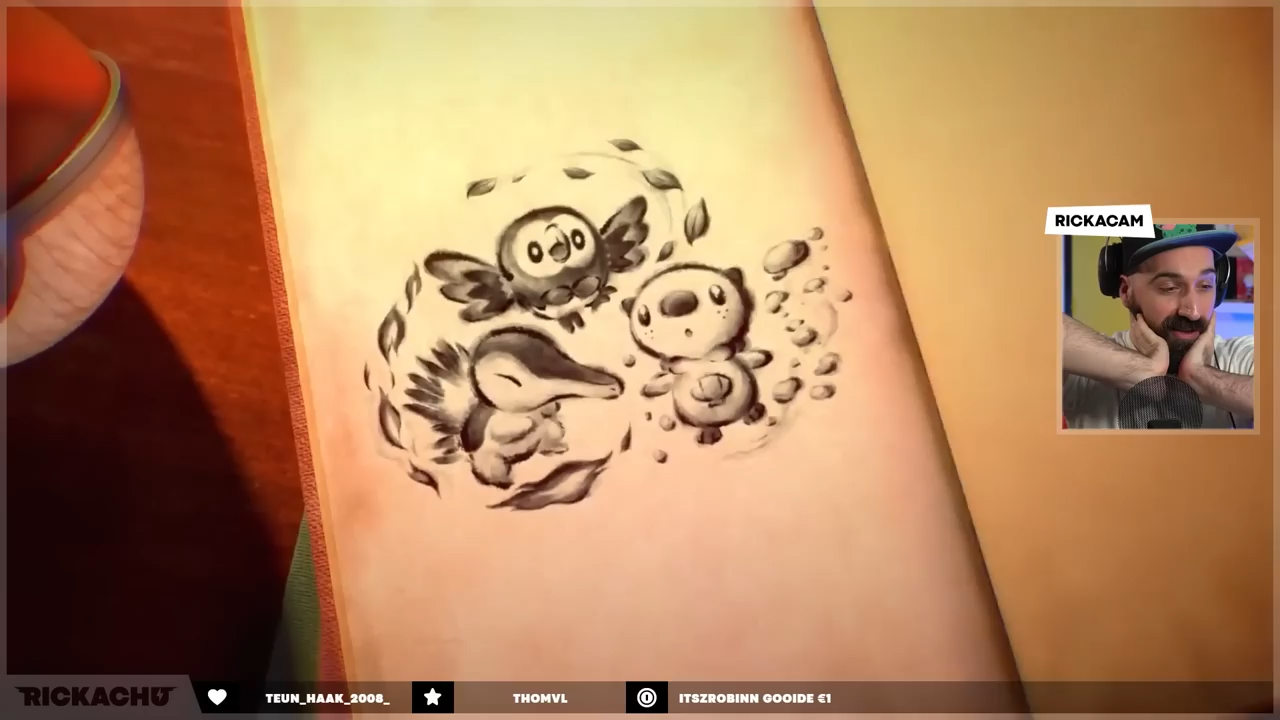 RICKACAM
RICKACHU
TEUN_HAAK_2008_
THOMVL
ITSZROBINN GOOIDE €1